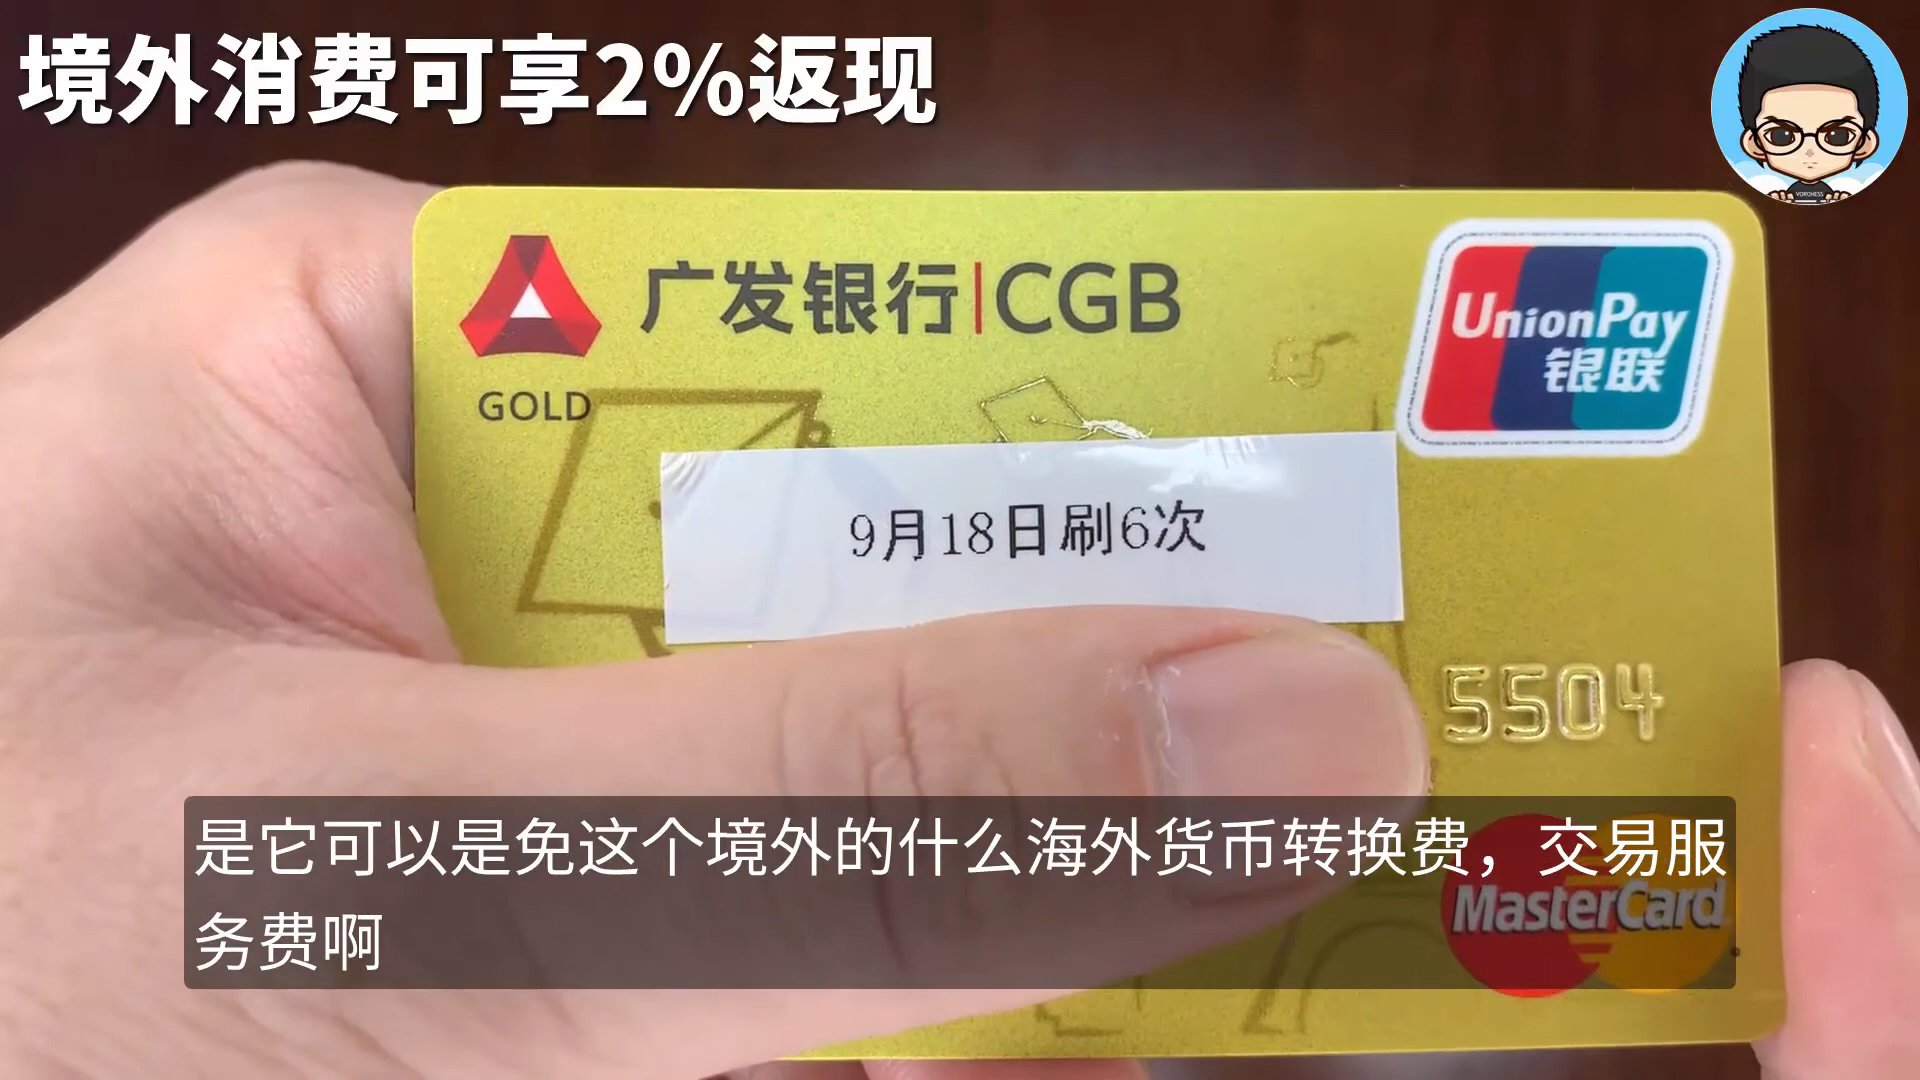 境外消费可享2%返现
VORONESS
广发银行|CGB
GOLD
UnionPay
银联
9月18日刷6次
5504
MasterCard
是它可以是免这个境外的什么海外货币转换费，交易服
务费啊